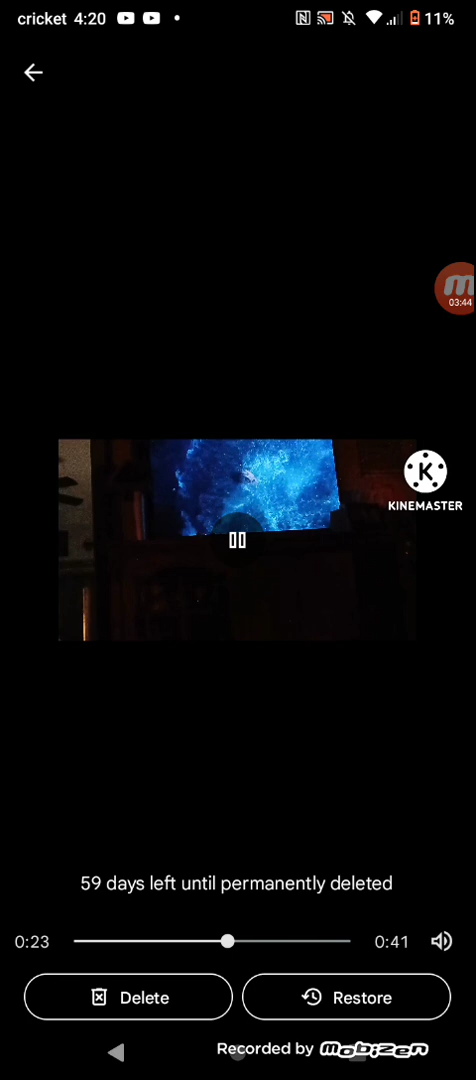 cricket 4:20 11%
03:44
KINEMASTER
59 days left until permanently deleted
0:23 0:41
Delete Restore
Recorded by mobizen